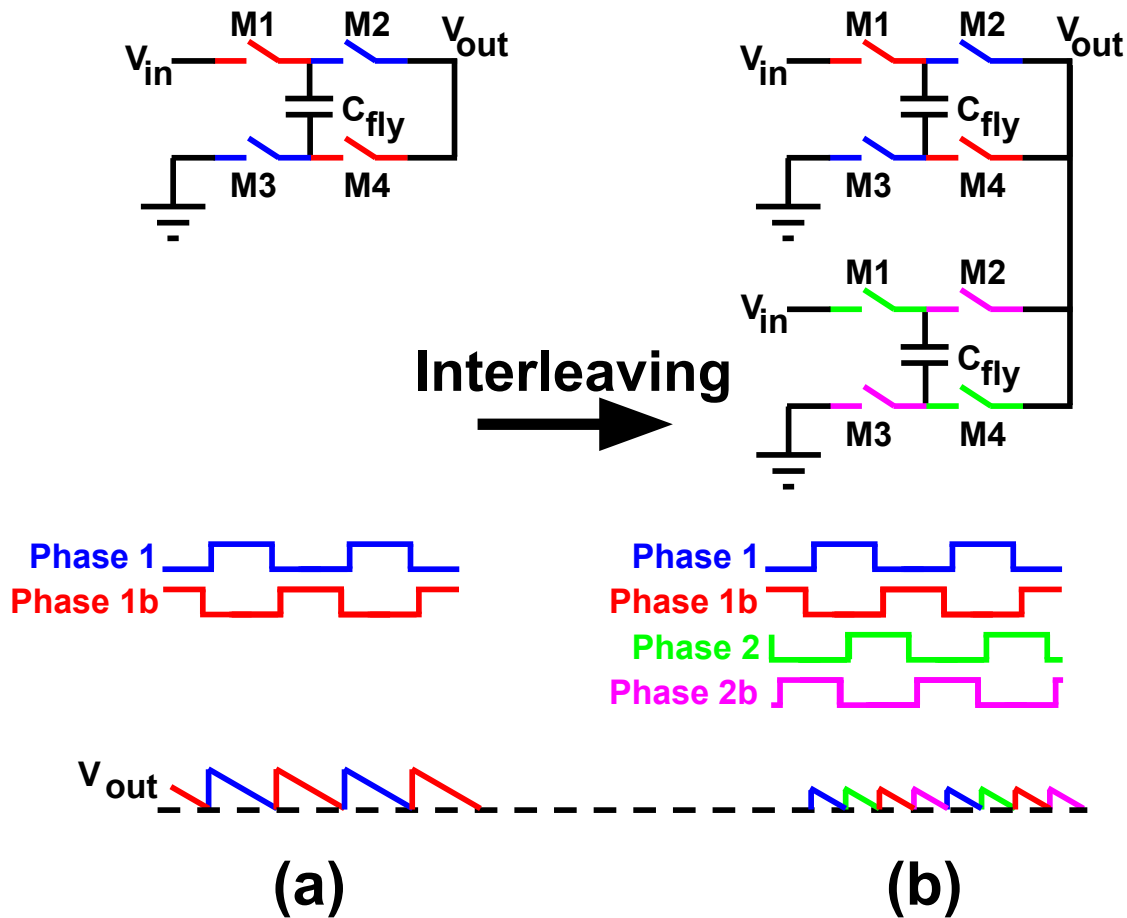 M1 M2
Vin Vout
Cfly
M3 M4
M1 M2
Vin Vout
Cfly
M3 M4
M1 M2
Vin
Cfly
M3 M4
Interleaving
Phase 1
Phase 1b
Phase 1
Phase 1b
Phase 2
Phase 2b
Vout
(a)
(b)